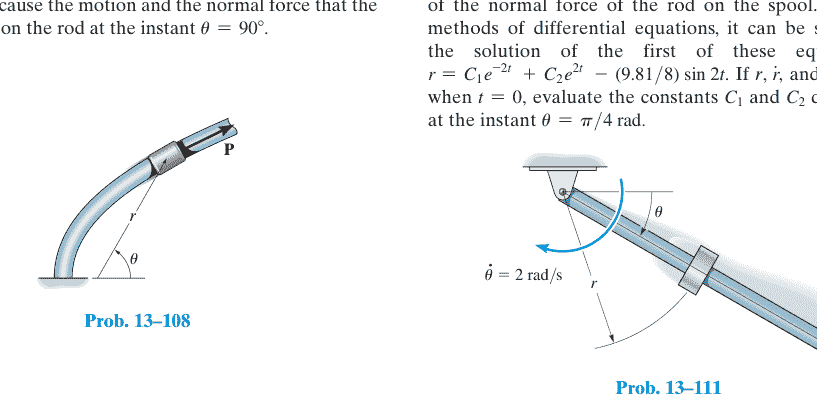 cause the motion and the normal force that the
on the rod at the instant θ = 90°.
P
r
θ
Prob. 13–108
of the normal force of the rod on the spool.
methods of differential equations, it can be
the solution of the first of these
r = C₁e⁻²ᵗ + C₂e²ᵗ − (9.81/8) sin 2t. If r, ṙ, and
when t = 0, evaluate the constants C₁ and C₂
at the instant θ = π/4 rad.
θ
θ̇ = 2 rad/s
r
Prob. 13–111